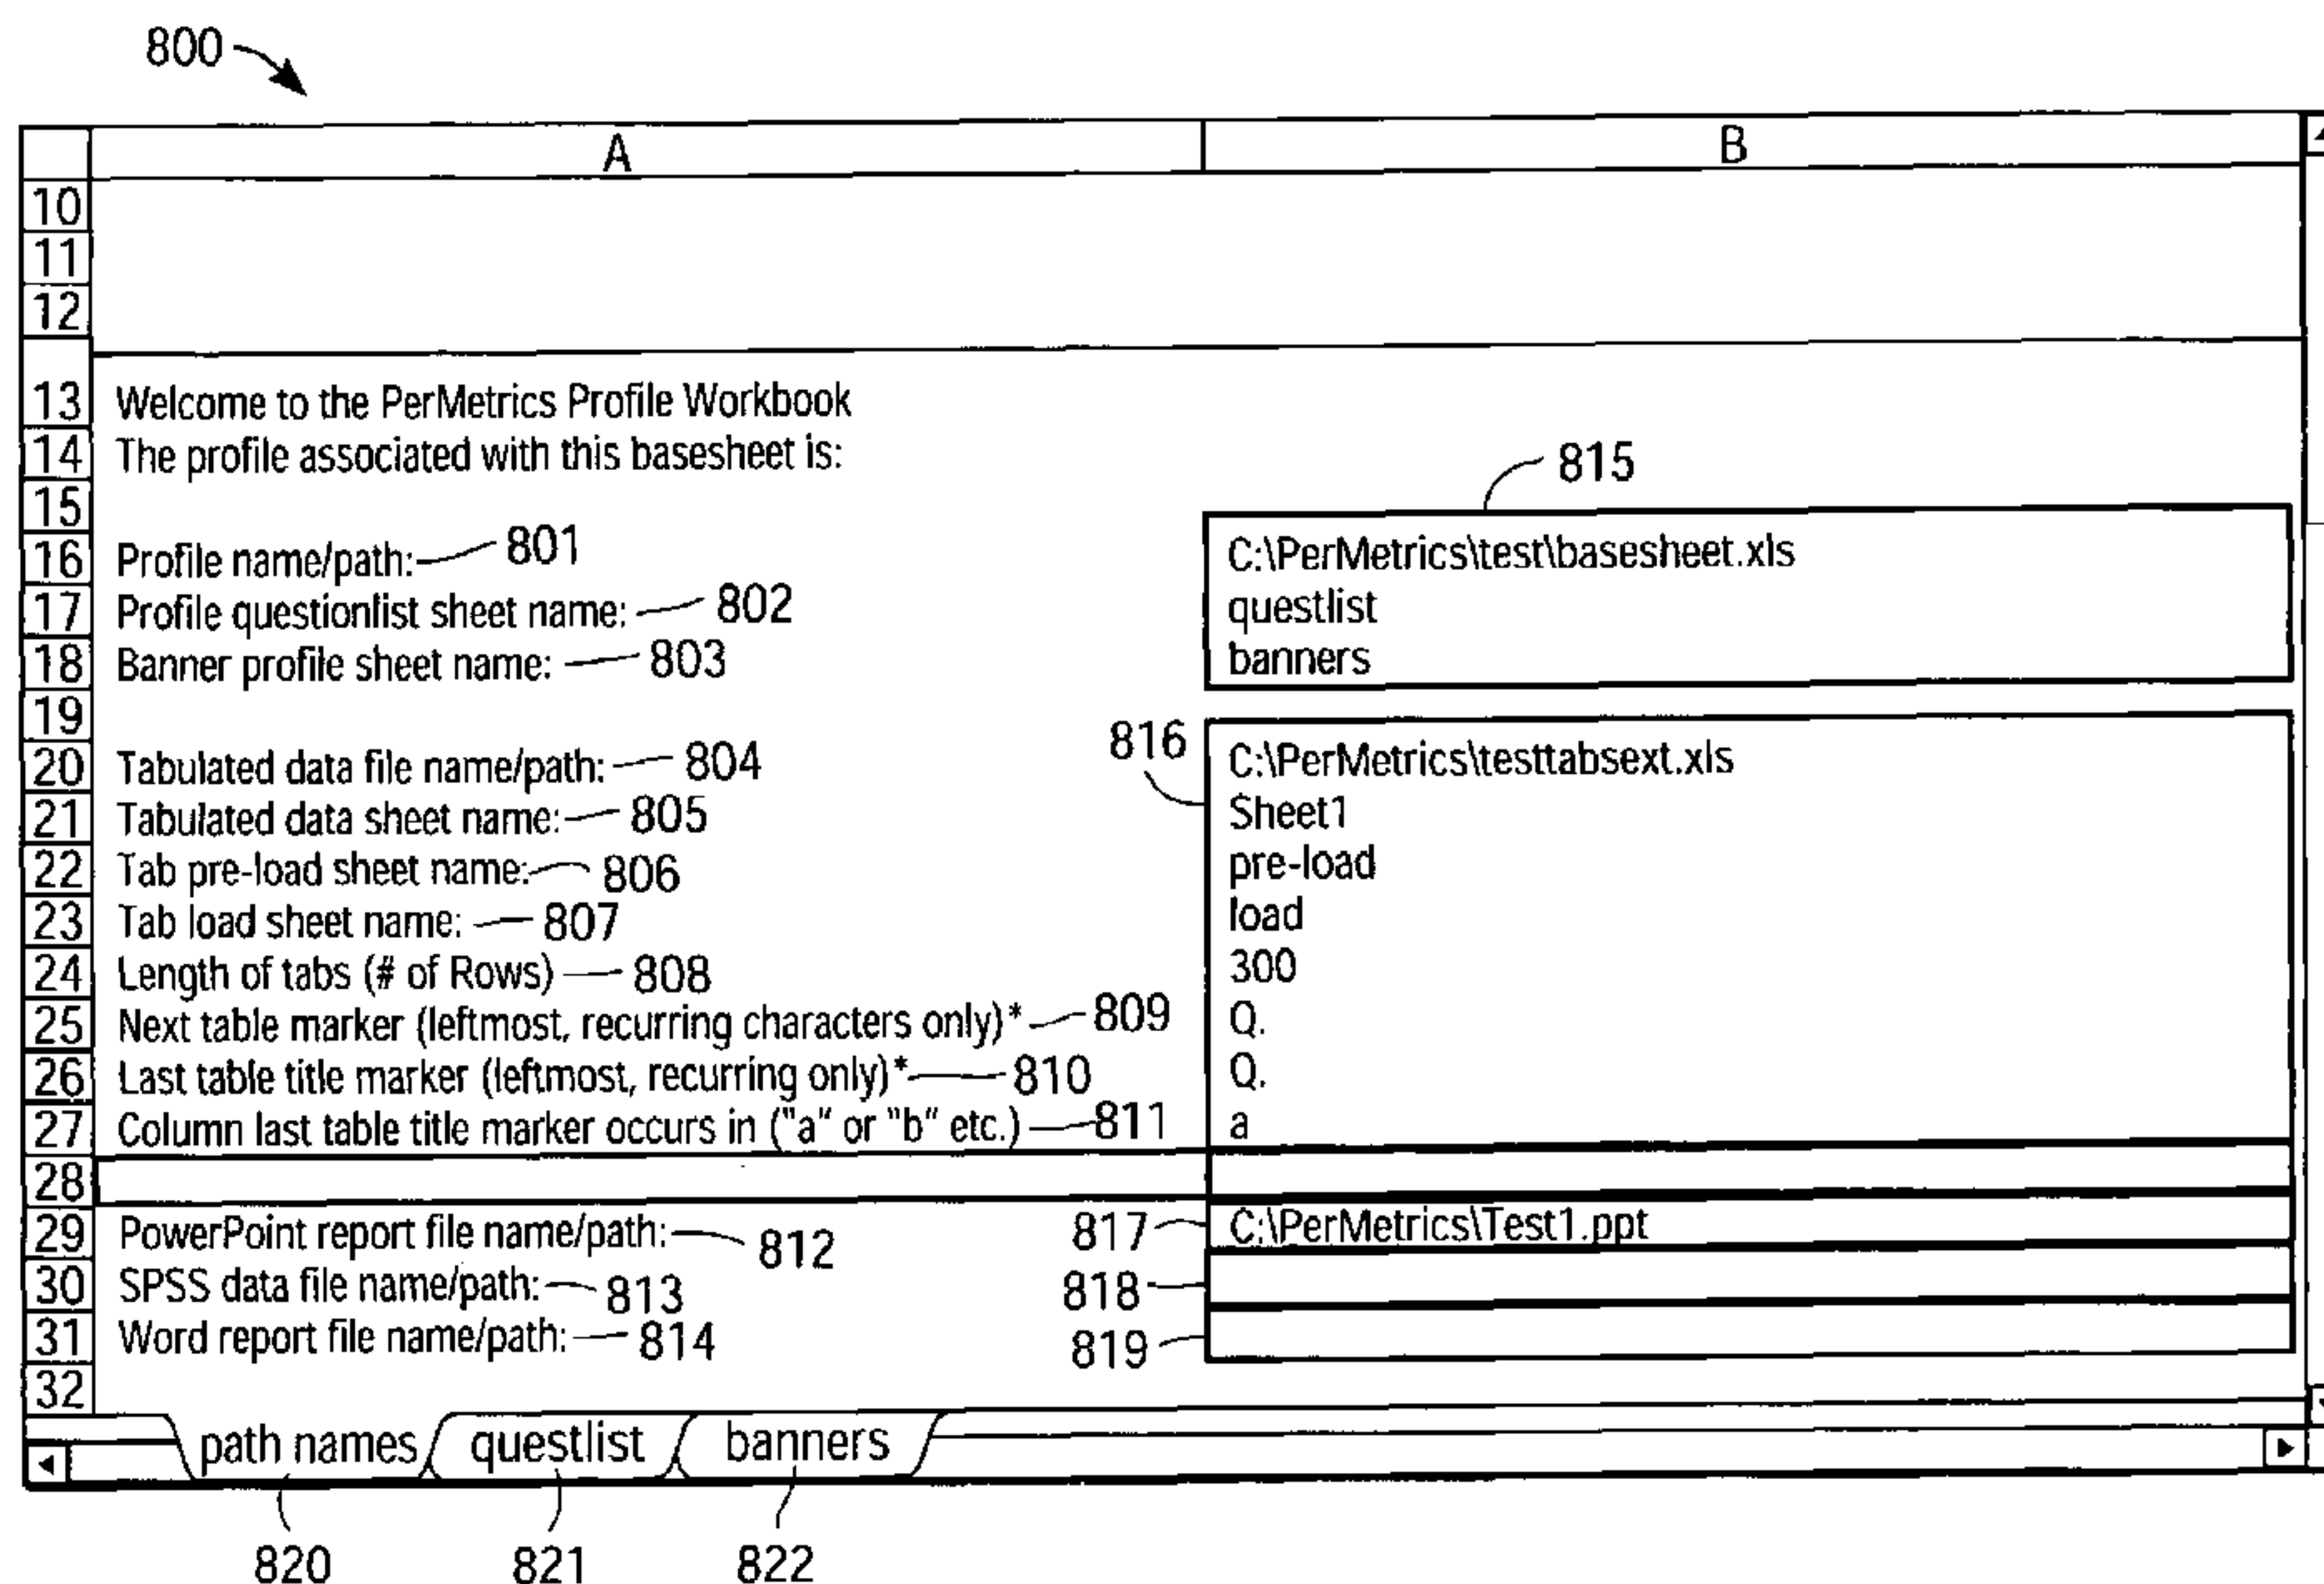 800
A B
10
11
12
13 Welcome to the PerMetrics Profile Workbook
14 The profile associated with this basesheet is:
815
15
16 Profile name/path: 801 C:\PerMetrics\test\basesheet.xls
17 Profile questionlist sheet name: 802 questlist
18 Banner profile sheet name: 803 banners
19
20 Tabulated data file name/path: 804 816 C:\PerMetrics\testtabsext.xls
21 Tabulated data sheet name: 805 Sheet1
22 Tab pre-load sheet name: 806 pre-load
23 Tab load sheet name: 807 load
24 Length of tabs (# of Rows) 808 300
25 Next table marker (leftmost, recurring characters only)* 809 Q.
26 Last table title marker (leftmost, recurring only)* 810 Q.
27 Column last table title marker occurs in ("a" or "b" etc.) 811 a
28
29 PowerPoint report file name/path: 812 817 C:\PerMetrics\Test1.ppt
30 SPSS data file name/path: 813 818
31 Word report file name/path: 814 819
32
path names questlist banners
820 821 822